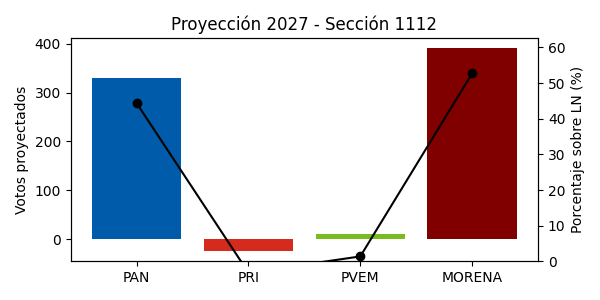 Proyección 2027 - Sección 1112
Votos proyectados
400
300
200
100
0
60
50
40
30
20
10
0
Porcentaje sobre LN (%)
PAN
PRI
PVEM
MORENA